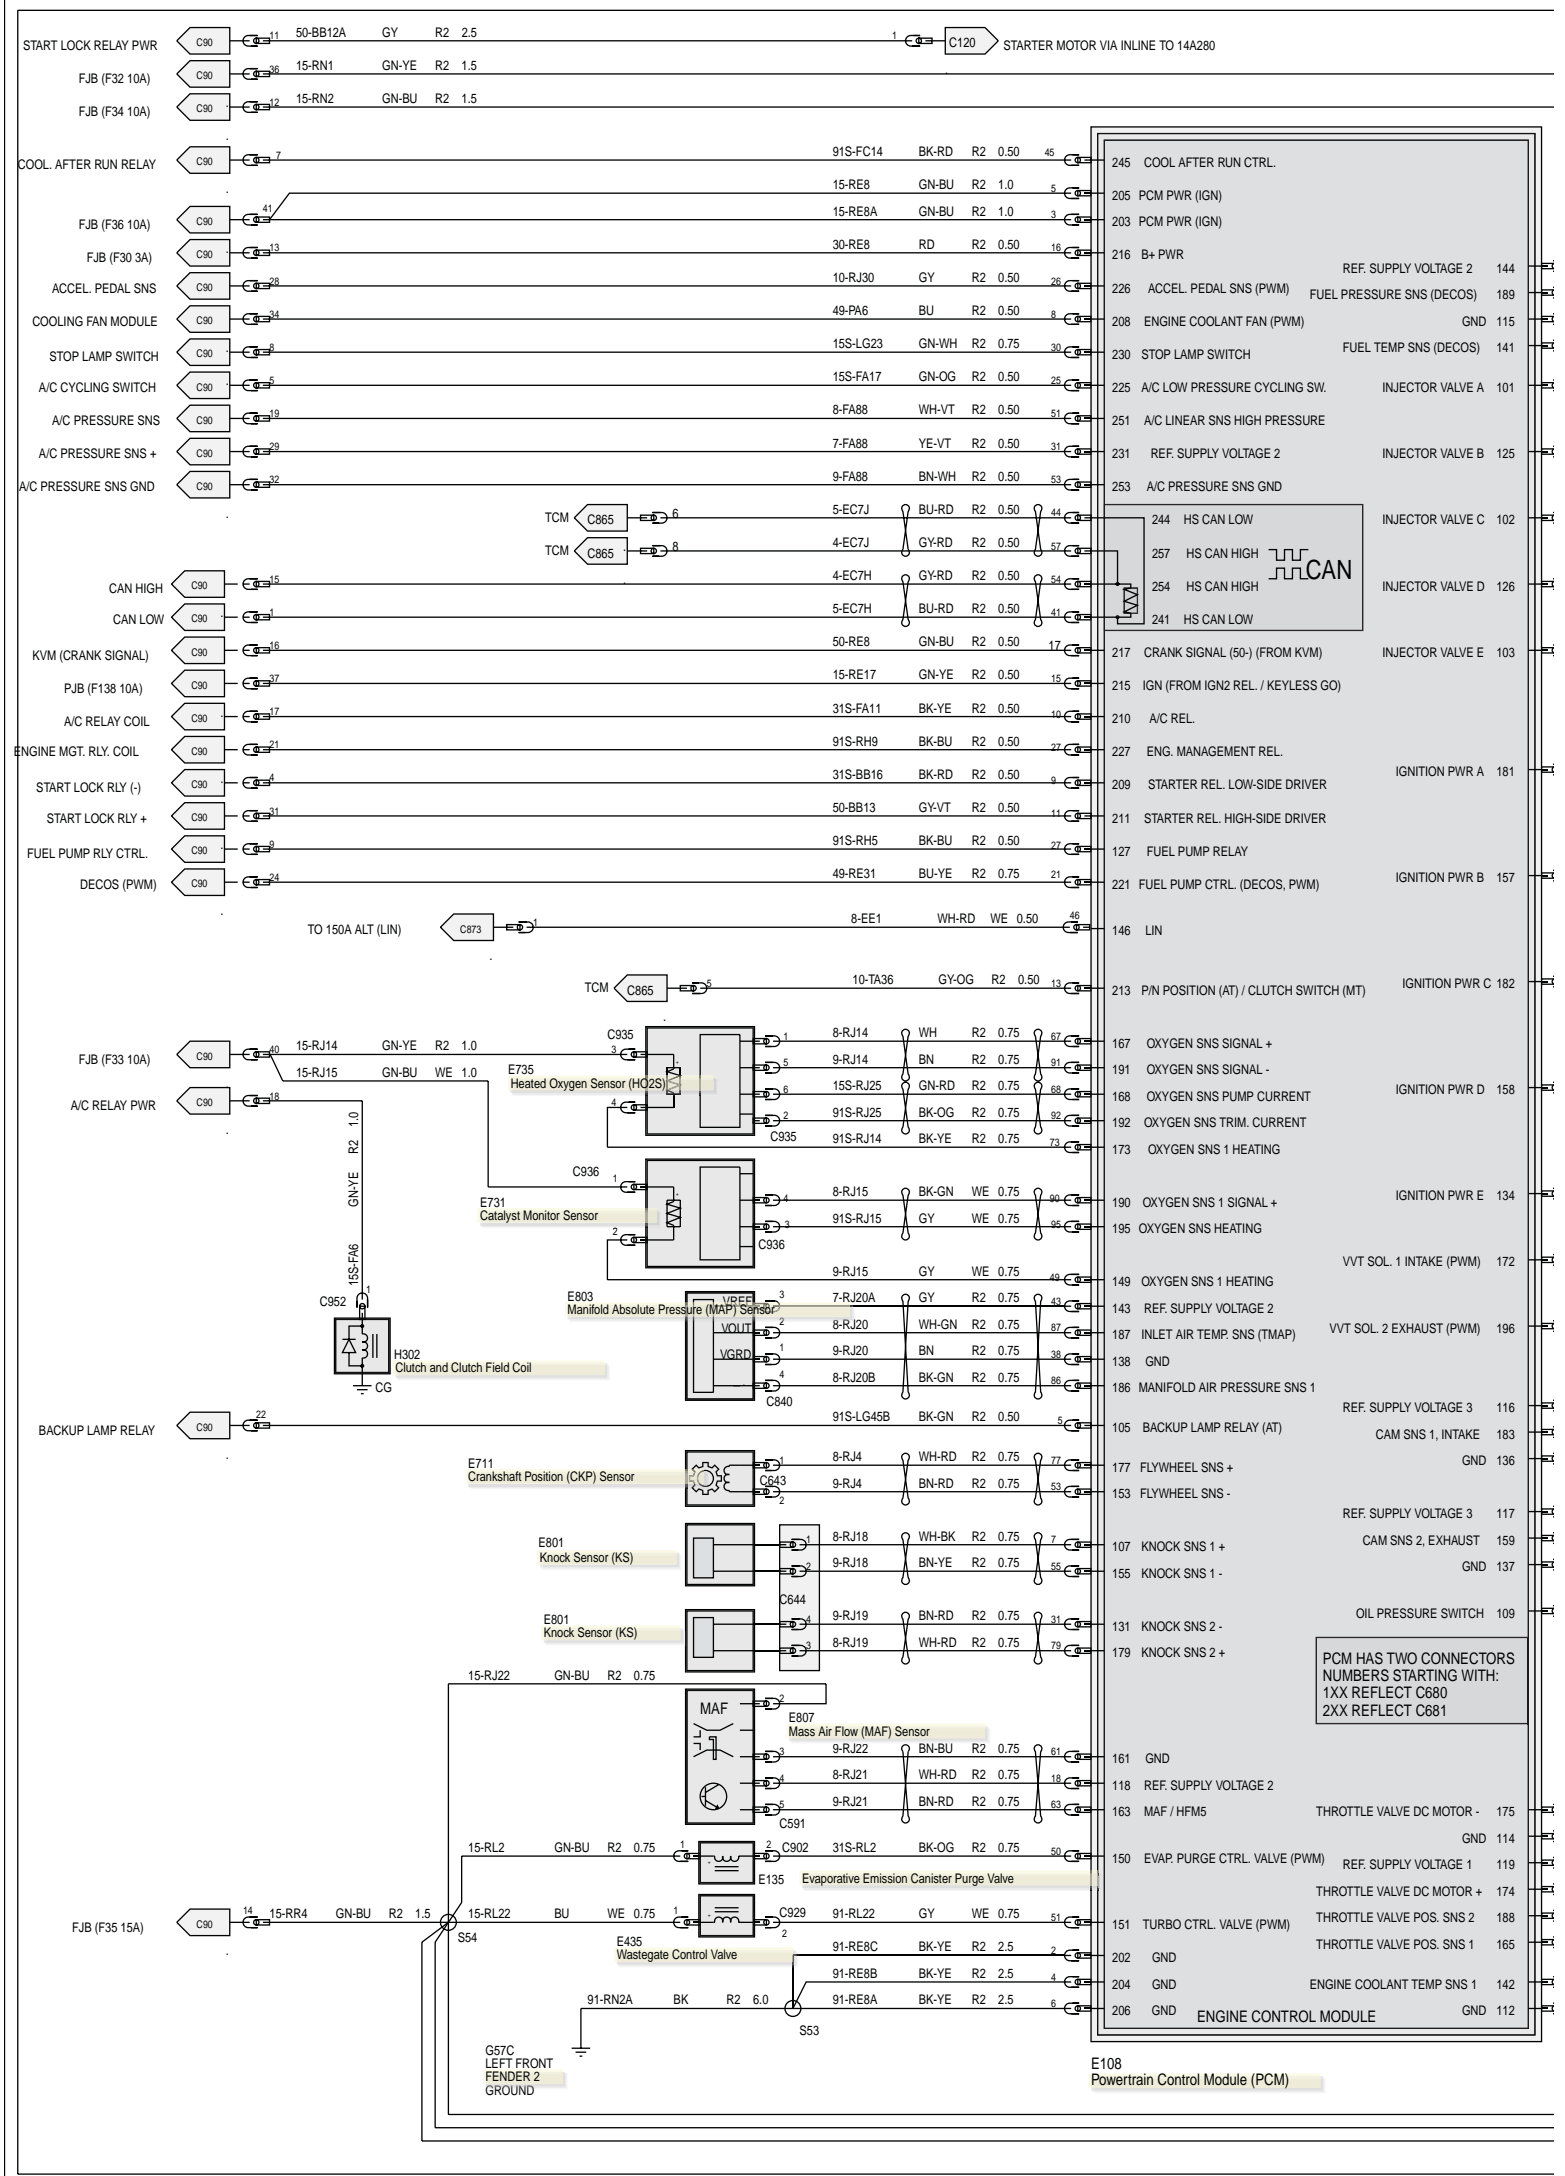 START LOCK RELAY PWR C90 11 50-BB12A GY R2 2.5 1 C120 STARTER MOTOR VIA INLINE TO 14A280
FJB (F32 10A) C90 36 15-RN1 GN-YE R2 1.5
FJB (F34 10A) C90 12 15-RN2 GN-BU R2 1.5
COOL. AFTER RUN RELAY C90 7 91S-FC14 BK-RD R2 0.50 45 245 COOL AFTER RUN CTRL.
15-RE8 GN-BU R2 1.0 5 205 PCM PWR (IGN)
FJB (F36 10A) C90 41 15-RE8A GN-BU R2 1.0 3 203 PCM PWR (IGN)
FJB (F30 3A) C90 13 30-RE8 RD R2 0.50 16 216 B+ PWR
REF. SUPPLY VOLTAGE 2 144
ACCEL. PEDAL SNS C90 28 10-RJ30 GY R2 0.50 26 226 ACCEL. PEDAL SNS (PWM)
FUEL PRESSURE SNS (DECOS) 189
COOLING FAN MODULE C90 34 49-PA6 BU R2 0.50 8 208 ENGINE COOLANT FAN (PWM) GND 115
STOP LAMP SWITCH C90 8 15S-LG23 GN-WH R2 0.75 30 230 STOP LAMP SWITCH FUEL TEMP SNS (DECOS) 141
A/C CYCLING SWITCH C90 5 15S-FA17 GN-OG R2 0.50 25 225 A/C LOW PRESSURE CYCLING SW. INJECTOR VALVE A 101
A/C PRESSURE SNS C90 19 8-FA88 WH-VT R2 0.50 51 251 A/C LINEAR SNS HIGH PRESSURE
A/C PRESSURE SNS + C90 29 7-FA88 YE-VT R2 0.50 31 231 REF. SUPPLY VOLTAGE 2 INJECTOR VALVE B 125
A/C PRESSURE SNS GND C90 32 9-FA88 BN-WH R2 0.50 53 253 A/C PRESSURE SNS GND
TCM C865 6 5-EC7J BU-RD R2 0.50 44 244 HS CAN LOW INJECTOR VALVE C 102
TCM C865 8 4-EC7J GY-RD R2 0.50 57 257 HS CAN HIGH
CAN
CAN HIGH C90 15 4-EC7H GY-RD R2 0.50 54 254 HS CAN HIGH INJECTOR VALVE D 126
CAN LOW C90 1 5-EC7H BU-RD R2 0.50 41 241 HS CAN LOW
KVM (CRANK SIGNAL) C90 16 50-RE8 GN-BU R2 0.50 17 217 CRANK SIGNAL (50-) (FROM KVM) INJECTOR VALVE E 103
PJB (F138 10A) C90 37 15-RE17 GN-YE R2 0.50 15 215 IGN (FROM IGN2 REL. / KEYLESS GO)
A/C RELAY COIL C90 17 31S-FA11 BK-YE R2 0.50 10 210 A/C REL.
ENGINE MGT. RLY. COIL C90 21 91S-RH9 BK-BU R2 0.50 27 227 ENG. MANAGEMENT REL.
IGNITION PWR A 181
START LOCK RLY (-) C90 4 31S-BB16 BK-RD R2 0.50 9 209 STARTER REL. LOW-SIDE DRIVER
START LOCK RLY + C90 31 50-BB13 GY-VT R2 0.50 11 211 STARTER REL. HIGH-SIDE DRIVER
FUEL PUMP RLY CTRL. C90 9 91S-RH5 BK-BU R2 0.50 27 127 FUEL PUMP RELAY
DECOS (PWM) C90 24 49-RE31 BU-YE R2 0.75 21 221 FUEL PUMP CTRL. (DECOS, PWM) IGNITION PWR B 157
TO 150A ALT (LIN) C873 1 8-EE1 WH-RD WE 0.50 46 146 LIN
TCM C865 5 10-TA36 GY-OG R2 0.50 13 213 P/N POSITION (AT) / CLUTCH SWITCH (MT) IGNITION PWR C 182
C935 1 8-RJ14 WH R2 0.75 67 167 OXYGEN SNS SIGNAL +
FJB (F33 10A) C90 40 15-RJ14 GN-YE R2 1.0 3
5 9-RJ14 BN R2 0.75 91 191 OXYGEN SNS SIGNAL -
15-RJ15 GN-BU WE 1.0
E735
Heated Oxygen Sensor (HO2S)
6 15S-RJ25 GN-RD R2 0.75 68 168 OXYGEN SNS PUMP CURRENT IGNITION PWR D 158
A/C RELAY PWR C90 18 4
2 91S-RJ25 BK-OG R2 0.75 92 192 OXYGEN SNS TRIM. CURRENT
C935
91S-RJ14 BK-YE R2 0.75 73 173 OXYGEN SNS 1 HEATING
15S-FA6 GN-YE R2 1.0
C936 1
4 8-RJ15 BK-GN WE 0.75 90 190 OXYGEN SNS 1 SIGNAL + IGNITION PWR E 134
E731
Catalyst Monitor Sensor
3 91S-RJ15 GY WE 0.75 95 195 OXYGEN SNS HEATING
2
C936
VVT SOL. 1 INTAKE (PWM) 172
9-RJ15 GY WE 0.75 49 149 OXYGEN SNS 1 HEATING
1
C952
E803
Manifold Absolute Pressure (MAP) Sensor
VREF 3 7-RJ20A GY R2 0.75 43 143 REF. SUPPLY VOLTAGE 2
VOUT 2 8-RJ20 WH-GN R2 0.75 87 187 INLET AIR TEMP. SNS (TMAP) VVT SOL. 2 EXHAUST (PWM) 196
VGRD 1 9-RJ20 BN R2 0.75 38 138 GND
H302
Clutch and Clutch Field Coil
CG
4 8-RJ20B BK-GN R2 0.75 86 186 MANIFOLD AIR PRESSURE SNS 1
C840
REF. SUPPLY VOLTAGE 3 116
BACKUP LAMP RELAY C90 22 91S-LG45B BK-GN R2 0.50 5 105 BACKUP LAMP RELAY (AT)
CAM SNS 1, INTAKE 183
GND 136
E711
Crankshaft Position (CKP) Sensor
1 8-RJ4 WH-RD R2 0.75 77 177 FLYWHEEL SNS +
C643
2 9-RJ4 BN-RD R2 0.75 53 153 FLYWHEEL SNS -
REF. SUPPLY VOLTAGE 3 117
E801
Knock Sensor (KS)
1 8-RJ18 WH-BK R2 0.75 7 107 KNOCK SNS 1 + CAM SNS 2, EXHAUST 159
2 9-RJ18 BN-YE R2 0.75 55 155 KNOCK SNS 1 - GND 137
C644
E801
Knock Sensor (KS)
4 9-RJ19 BN-RD R2 0.75 31 131 KNOCK SNS 2 - OIL PRESSURE SWITCH 109
3 8-RJ19 WH-RD R2 0.75 79 179 KNOCK SNS 2 +
PCM HAS TWO CONNECTORS
NUMBERS STARTING WITH:
1XX REFLECT C680
2XX REFLECT C681
15-RJ22 GN-BU R2 0.75
MAF 2
E807
Mass Air Flow (MAF) Sensor
3 9-RJ22 BN-BU R2 0.75 61 161 GND
4 8-RJ21 WH-RD R2 0.75 18 118 REF. SUPPLY VOLTAGE 2
5 9-RJ21 BN-RD R2 0.75 63 163 MAF / HFM5 THROTTLE VALVE DC MOTOR - 175
C591
GND 114
15-RL2 GN-BU R2 0.75 1 2 C902 31S-RL2 BK-OG R2 0.75 50 150 EVAP. PURGE CTRL. VALVE (PWM)
REF. SUPPLY VOLTAGE 1 119
E135 Evaporative Emission Canister Purge Valve
THROTTLE VALVE DC MOTOR + 174
FJB (F35 15A) C90 14 15-RR4 GN-BU R2 1.5 15-RL22 BU WE 0.75 1 C929 2 91-RL22 GY WE 0.75 51 151 TURBO CTRL. VALVE (PWM)
THROTTLE VALVE POS. SNS 2 188
S54
E435
Wastegate Control Valve
THROTTLE VALVE POS. SNS 1 165
91-RE8C BK-YE R2 2.5 2 202 GND
91-RE8B BK-YE R2 2.5 4 204 GND ENGINE COOLANT TEMP SNS 1 142
91-RN2A BK R2 6.0 91-RE8A BK-YE R2 2.5 6 206 GND GND 112
ENGINE CONTROL MODULE
S53
G57C
LEFT FRONT
FENDER 2
GROUND
E108
Powertrain Control Module (PCM)